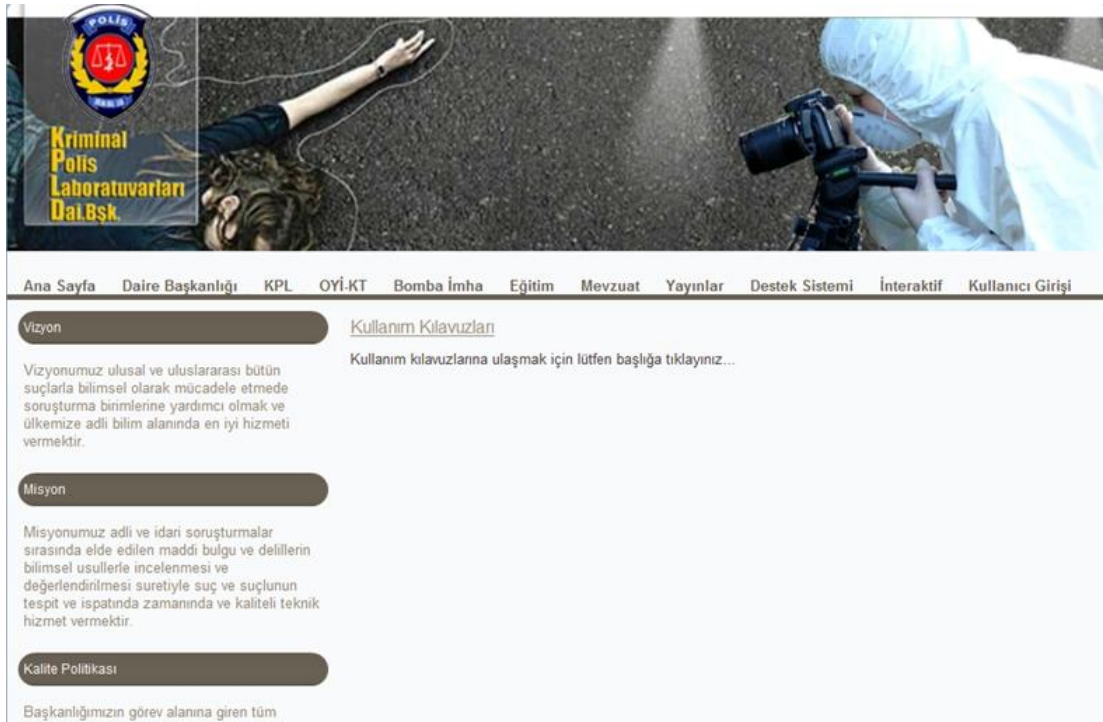 POLİS
Kriminal
Polis
Laboratuvarları
Dai.Bşk.
Ana Sayfa Daire Başkanlığı KPL OYİ-KT Bomba İmha Eğitim Mevzuat Yayınlar Destek Sistemi İnteraktif Kullanıcı Girişi
Vizyon
Vizyonumuz ulusal ve uluslararası bütün
suçlarla bilimsel olarak mücadele etmede
soruşturma birimlerine yardımcı olmak ve
ülkemize adli bilim alanında en iyi hizmeti
vermektir.
Misyon
Misyonumuz adli ve idari soruşturmalar
sırasında elde edilen maddi bulgu ve delillerin
bilimsel usullerle incelenmesi ve
değerlendirilmesi suretiyle suç ve suçlunun
tespit ve ispatında zamanında ve kaliteli teknik
hizmet vermektir.
Kalite Politikası
Başkanlığımızın görev alanına giren tüm
Kullanım Kılavuzları
Kullanım kılavuzlarına ulaşmak için lütfen başlığa tıklayınız...